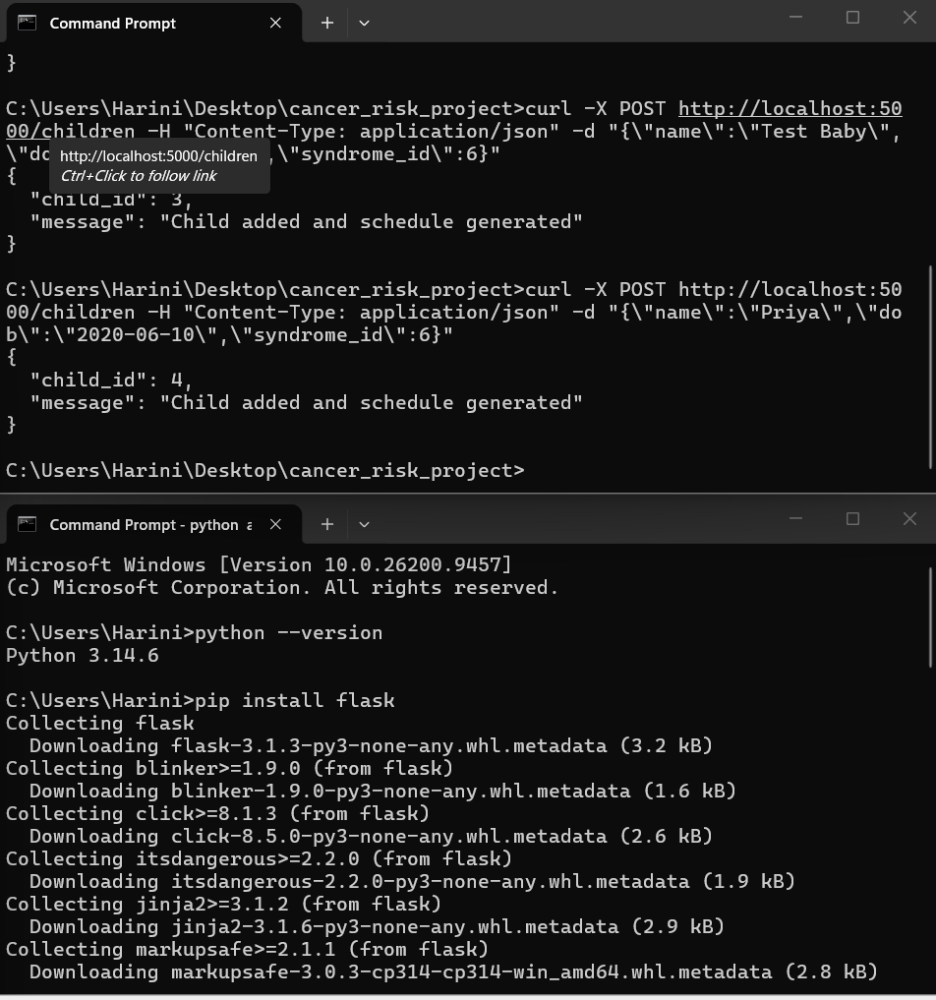 Command Prompt
}
C:\Users\Harini\Desktop\cancer_risk_project>curl -X POST http://localhost:50
00/children -H "Content-Type: application/json" -d "{\"name\":\"Test Baby\",
\"do ,\"syndrome_id\":6}"
http://localhost:5000/children
Ctrl+Click to follow link
{
"child_id": 3,
"message": "Child added and schedule generated"
}
C:\Users\Harini\Desktop\cancer_risk_project>curl -X POST http://localhost:50
00/children -H "Content-Type: application/json" -d "{\"name\":\"Priya\",\"do
b\":\"2020-06-10\",\"syndrome_id\":6}"
{
"child_id": 4,
"message": "Child added and schedule generated"
}
C:\Users\Harini\Desktop\cancer_risk_project>
Command Prompt - python a
Microsoft Windows [Version 10.0.26200.9457]
(c) Microsoft Corporation. All rights reserved.
C:\Users\Harini>python --version
Python 3.14.6
C:\Users\Harini>pip install flask
Collecting flask
Downloading flask-3.1.3-py3-none-any.whl.metadata (3.2 kB)
Collecting blinker>=1.9.0 (from flask)
Downloading blinker-1.9.0-py3-none-any.whl.metadata (1.6 kB)
Collecting click>=8.1.3 (from flask)
Downloading click-8.5.0-py3-none-any.whl.metadata (2.6 kB)
Collecting itsdangerous>=2.2.0 (from flask)
Downloading itsdangerous-2.2.0-py3-none-any.whl.metadata (1.9 kB)
Collecting jinja2>=3.1.2 (from flask)
Downloading jinja2-3.1.6-py3-none-any.whl.metadata (2.9 kB)
Collecting markupsafe>=2.1.1 (from flask)
Downloading markupsafe-3.0.3-cp314-cp314-win_amd64.whl.metadata (2.8 kB)